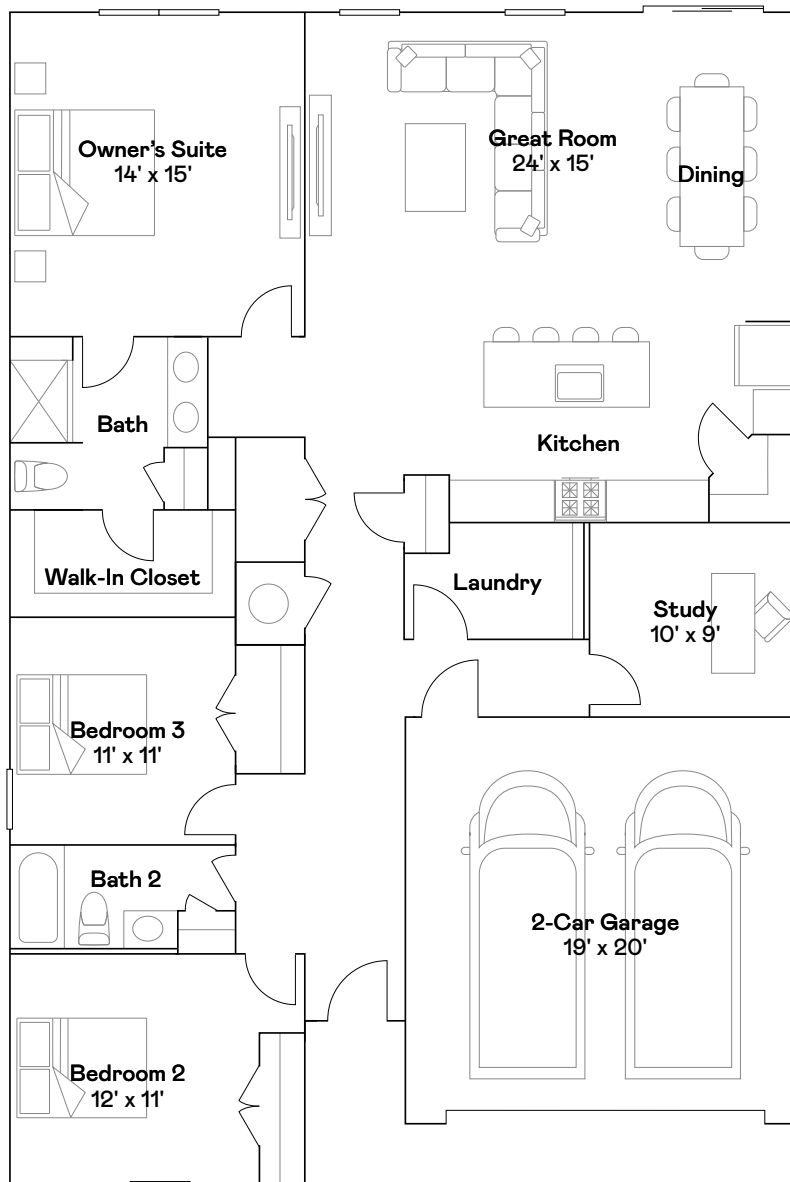 Owner's Suite
14' x 15'
Great Room
24' x 15'
Dining
Bath
Kitchen
Walk-In Closet
Laundry
Study
10' x 9'
Bedroom 3
11' x 11'
Bath 2
2-Car Garage
19' x 20'
Bedroom 2
12' x 11'